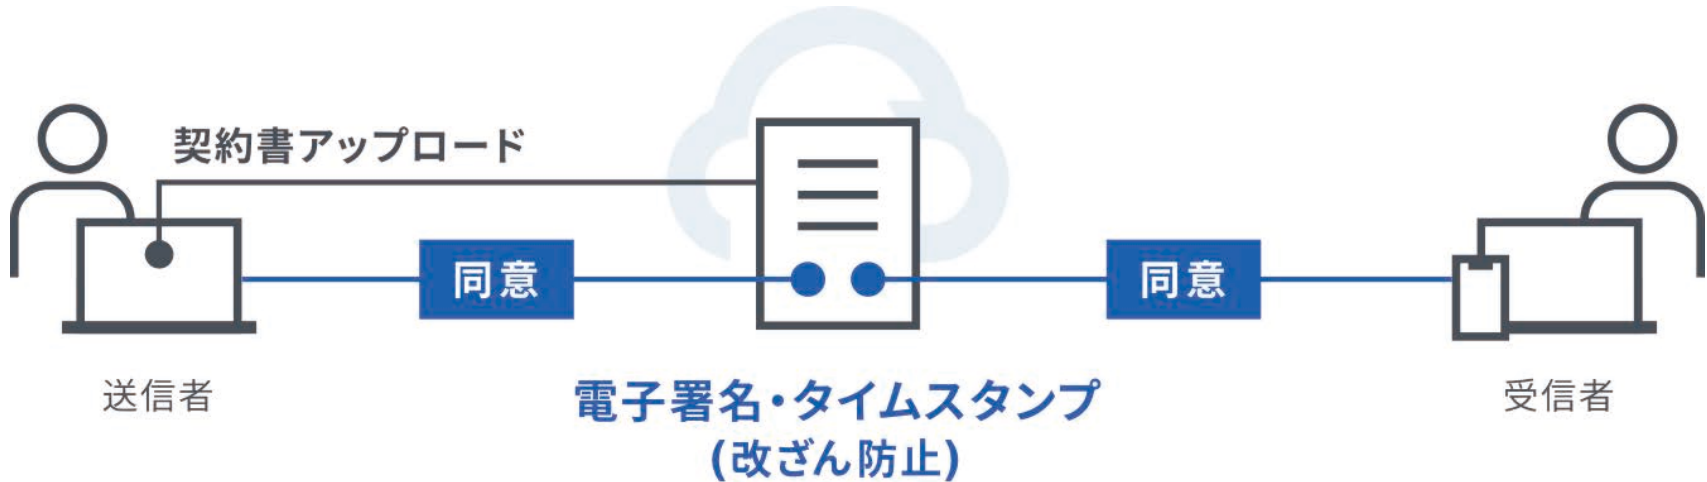 契約書アップロード
同意
同意
送信者
電子署名・タイムスタンプ
(改ざん防止)
受信者